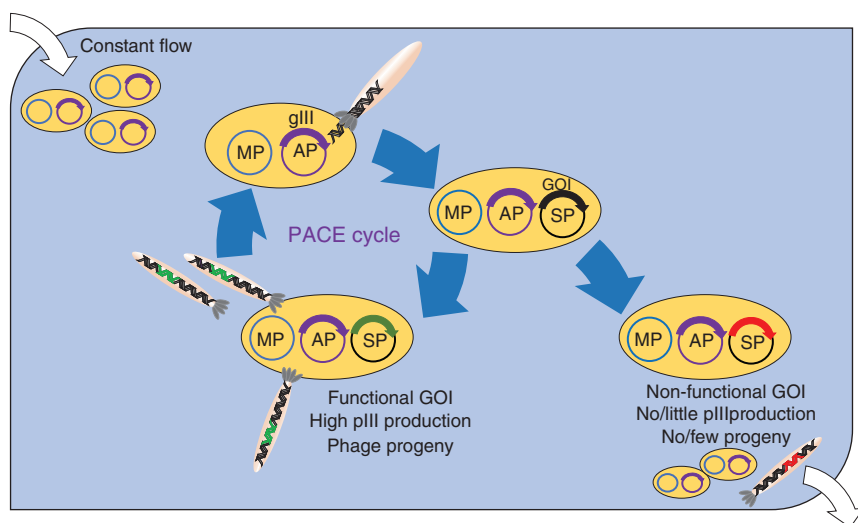 Constant flow
gIII
MP
AP
GOI
MP
AP
SP
PACE cycle
MP
AP
SP
Functional GOI
High pIII production
Phage progeny
MP
AP
SP
Non-functional GOI
No/little pIIIproduction
No/few progeny